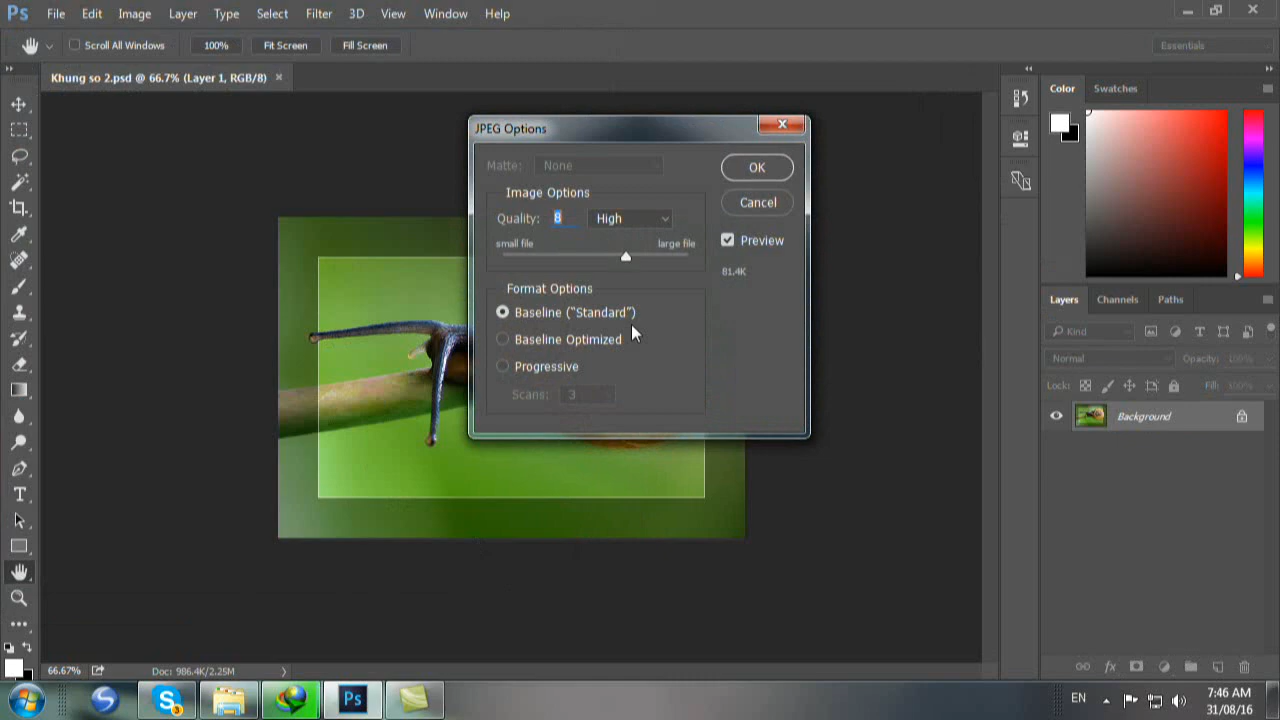 Ps File Edit Image Layer Type Select Filter 3D View Window Help
Scroll All Windows 100% Fit Screen Fill Screen Essentials
Khung so 2.psd @ 66.7% (Layer 1, RGB/8) ×
Color Swatches
JPEG Options
Matte: None
OK
Image Options
Cancel
Quality: 8 High
Preview
small file large file
81.4K
Format Options
Baseline ("Standard")
Baseline Optimized
Progressive
Scans: 3
Layers Channels Paths
Kind
Normal Opacity: 100%
Lock: Fill: 100%
Background
66.67% Doc: 986.4K/2.25M
S 3 Ps EN 7:46 AM
31/08/16